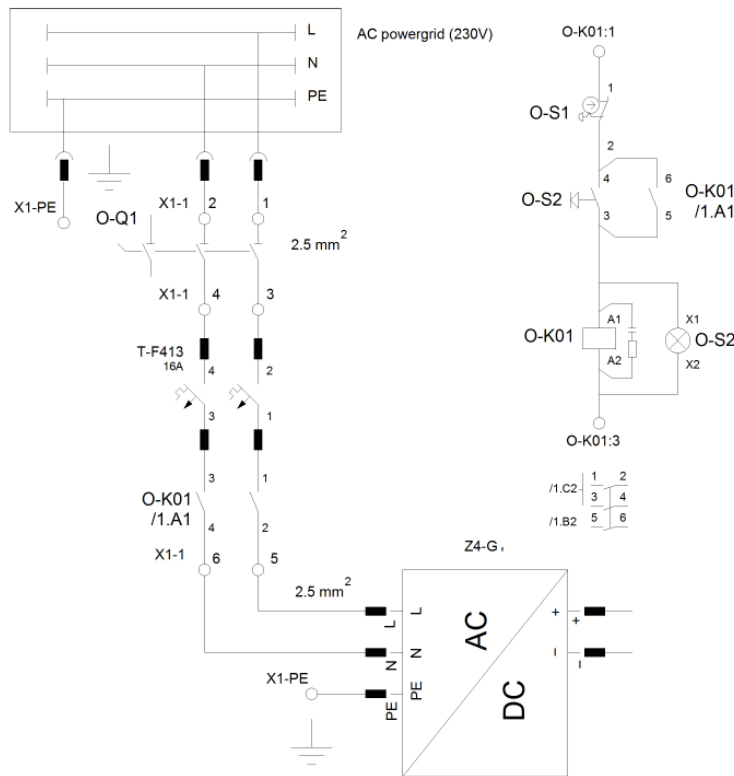 L
AC powergrid (230V)
N
PE
X1-PE
X1-1
2
1
O-Q1
2.5 mm²
X1-1
4
3
T-F413
16A
4
2
3
1
3
1
O-K01
/1.A1
4
2
X1-1
6
5
2.5 mm²
L
L
N
N
X1-PE
PE
PE
Z4-G
AC
DC
+
+
–
–
O-K01:1
1
O-S1
2
4
6
O-S2
O-K01
/1.A1
3
5
O-K01
A1
A2
X1
O-S2
X2
O-K01:3
/1.C2
1
2
3
4
/1.B2
5
6